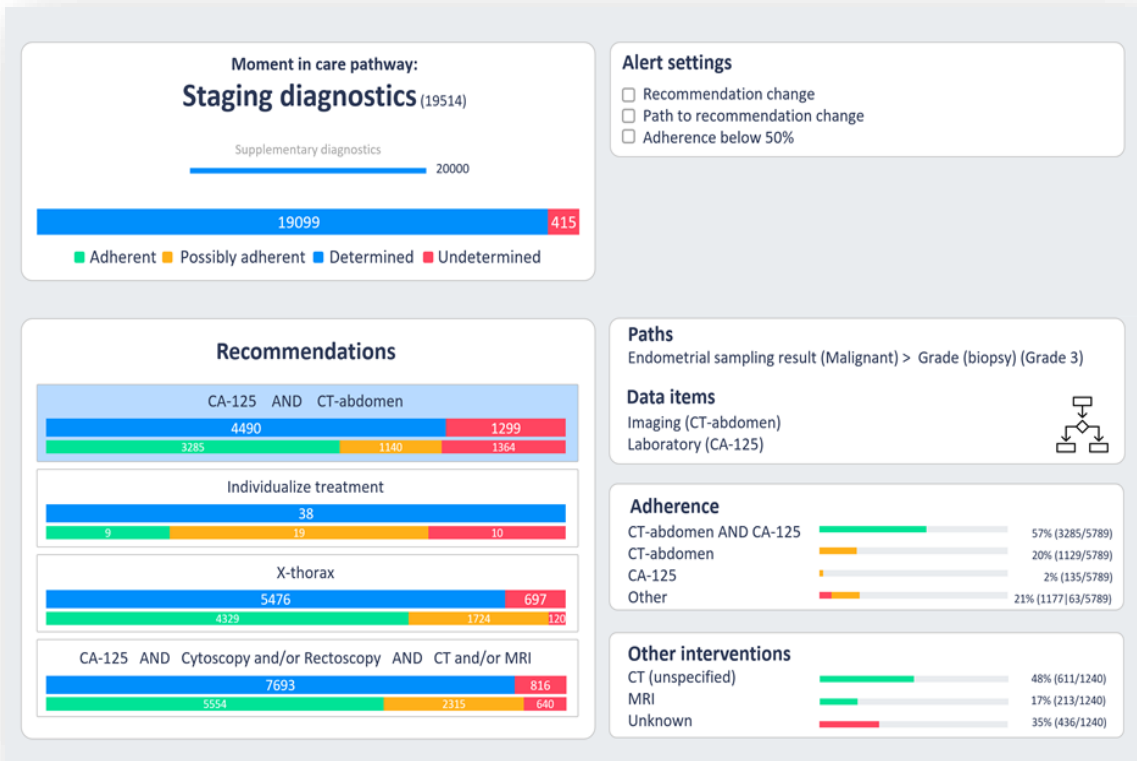 Moment in care pathway:
Staging diagnostics (19514)
Supplementary diagnostics
20000
19099 415
Adherent Possibly adherent Determined Undetermined
Alert settings
Recommendation change
Path to recommendation change
Adherence below 50%
Recommendations
CA-125 AND CT-abdomen
4490 1299
3285 1140 1364
Individualize treatment
38
9 19 10
X-thorax
5476 697
4329 1724 120
CA-125 AND Cytoscopy and/or Rectoscopy AND CT and/or MRI
7693 816
5554 2315 640
Paths
Endometrial sampling result (Malignant) > Grade (biopsy) (Grade 3)
Data items
Imaging (CT-abdomen)
Laboratory (CA-125)
Adherence
CT-abdomen AND CA-125 57% (3285/5789)
CT-abdomen 20% (1129/5789)
CA-125 2% (135/5789)
Other 21% (1177|63/5789)
Other interventions
CT (unspecified) 48% (611/1240)
MRI 17% (213/1240)
Unknown 35% (436/1240)